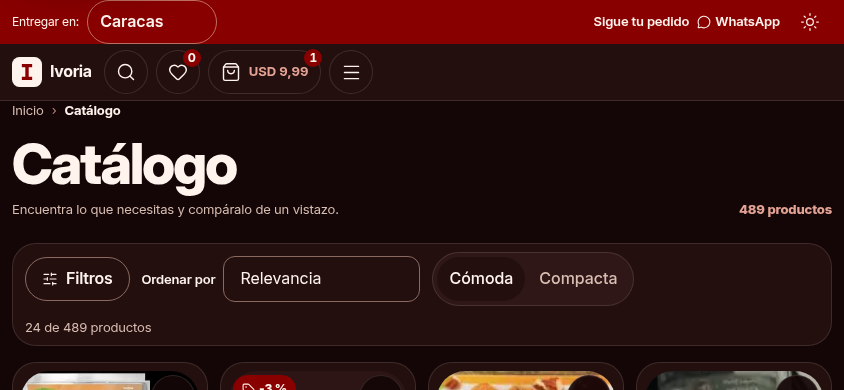 Entregar en: Caracas Sigue tu pedido WhatsApp
I Ivoria 0 USD 9,99 1
Inicio › Catálogo
Catálogo
Encuentra lo que necesitas y compáralo de un vistazo. 489 productos
Filtros Ordenar por Relevancia Cómoda Compacta
24 de 489 productos
-3 %